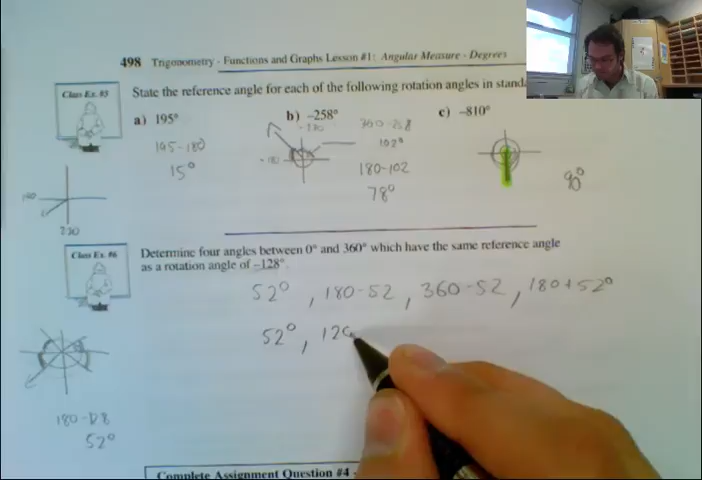 498 Trigonometry - Functions and Graphs Lesson #1: Angular Measure - Degrees
Class Ex. #5
State the reference angle for each of the following rotation angles in stand
a) 195° b) -258° c) -810°
195-180
15°
180
270
-270
-180
360-258
102°
180-102
78°
90°
Class Ex. #6
Determine four angles between 0° and 360° which have the same reference angle
as a rotation angle of -128°.
52°, 180-52, 360-52, 180+52°
52°, 12
180-128
52°
Complete Assignment Question #4 -